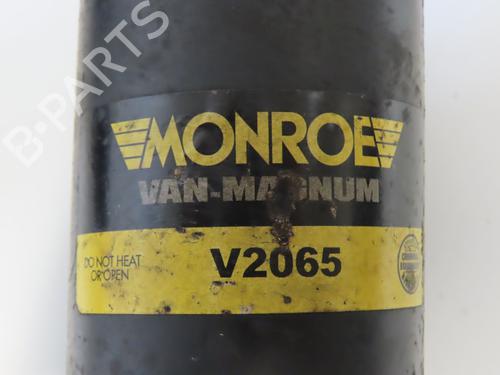 B-PARTS
MONROE
VAN-MAGNUM
DO NOT HEAT
OR OPEN
V2065